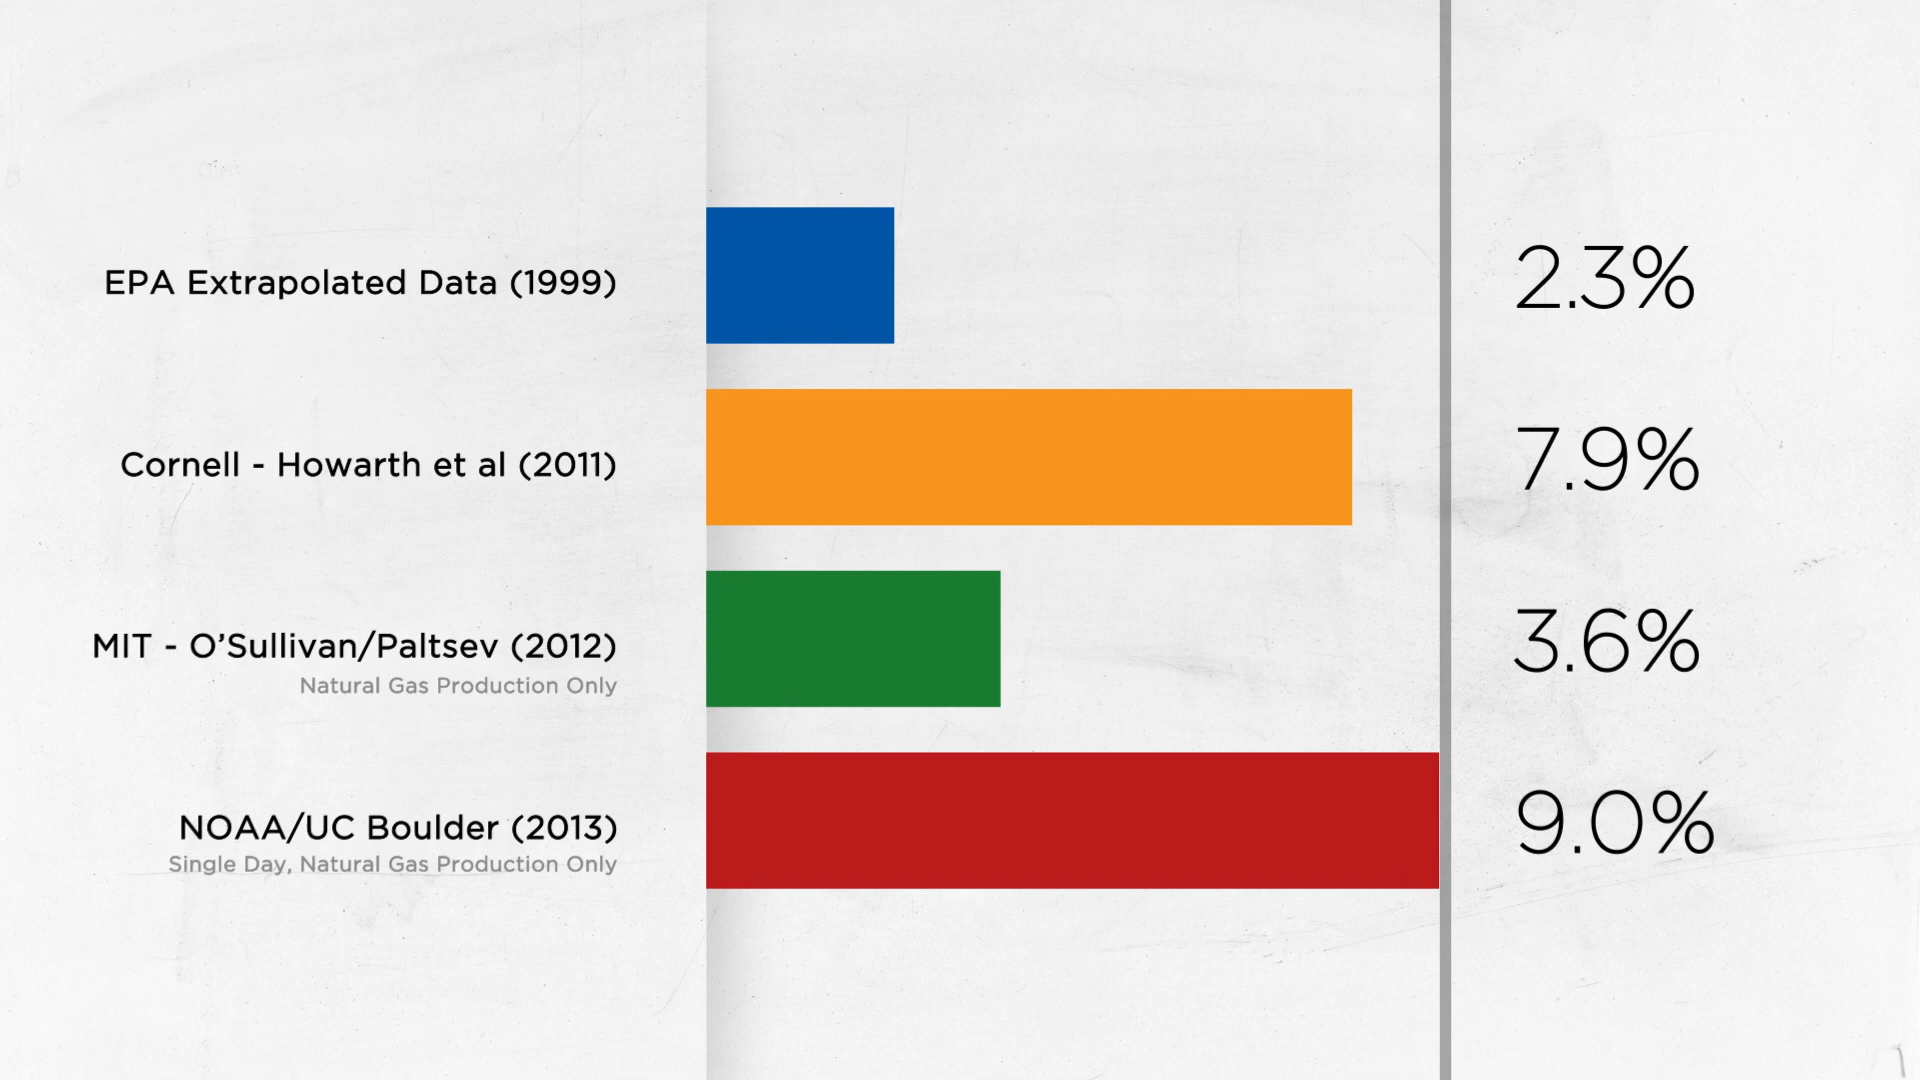 EPA Extrapolated Data (1999)
2.3%
Cornell - Howarth et al (2011)
7.9%
MIT - O’Sullivan/Paltsev (2012)
Natural Gas Production Only
3.6%
NOAA/UC Boulder (2013)
Single Day, Natural Gas Production Only
9.0%